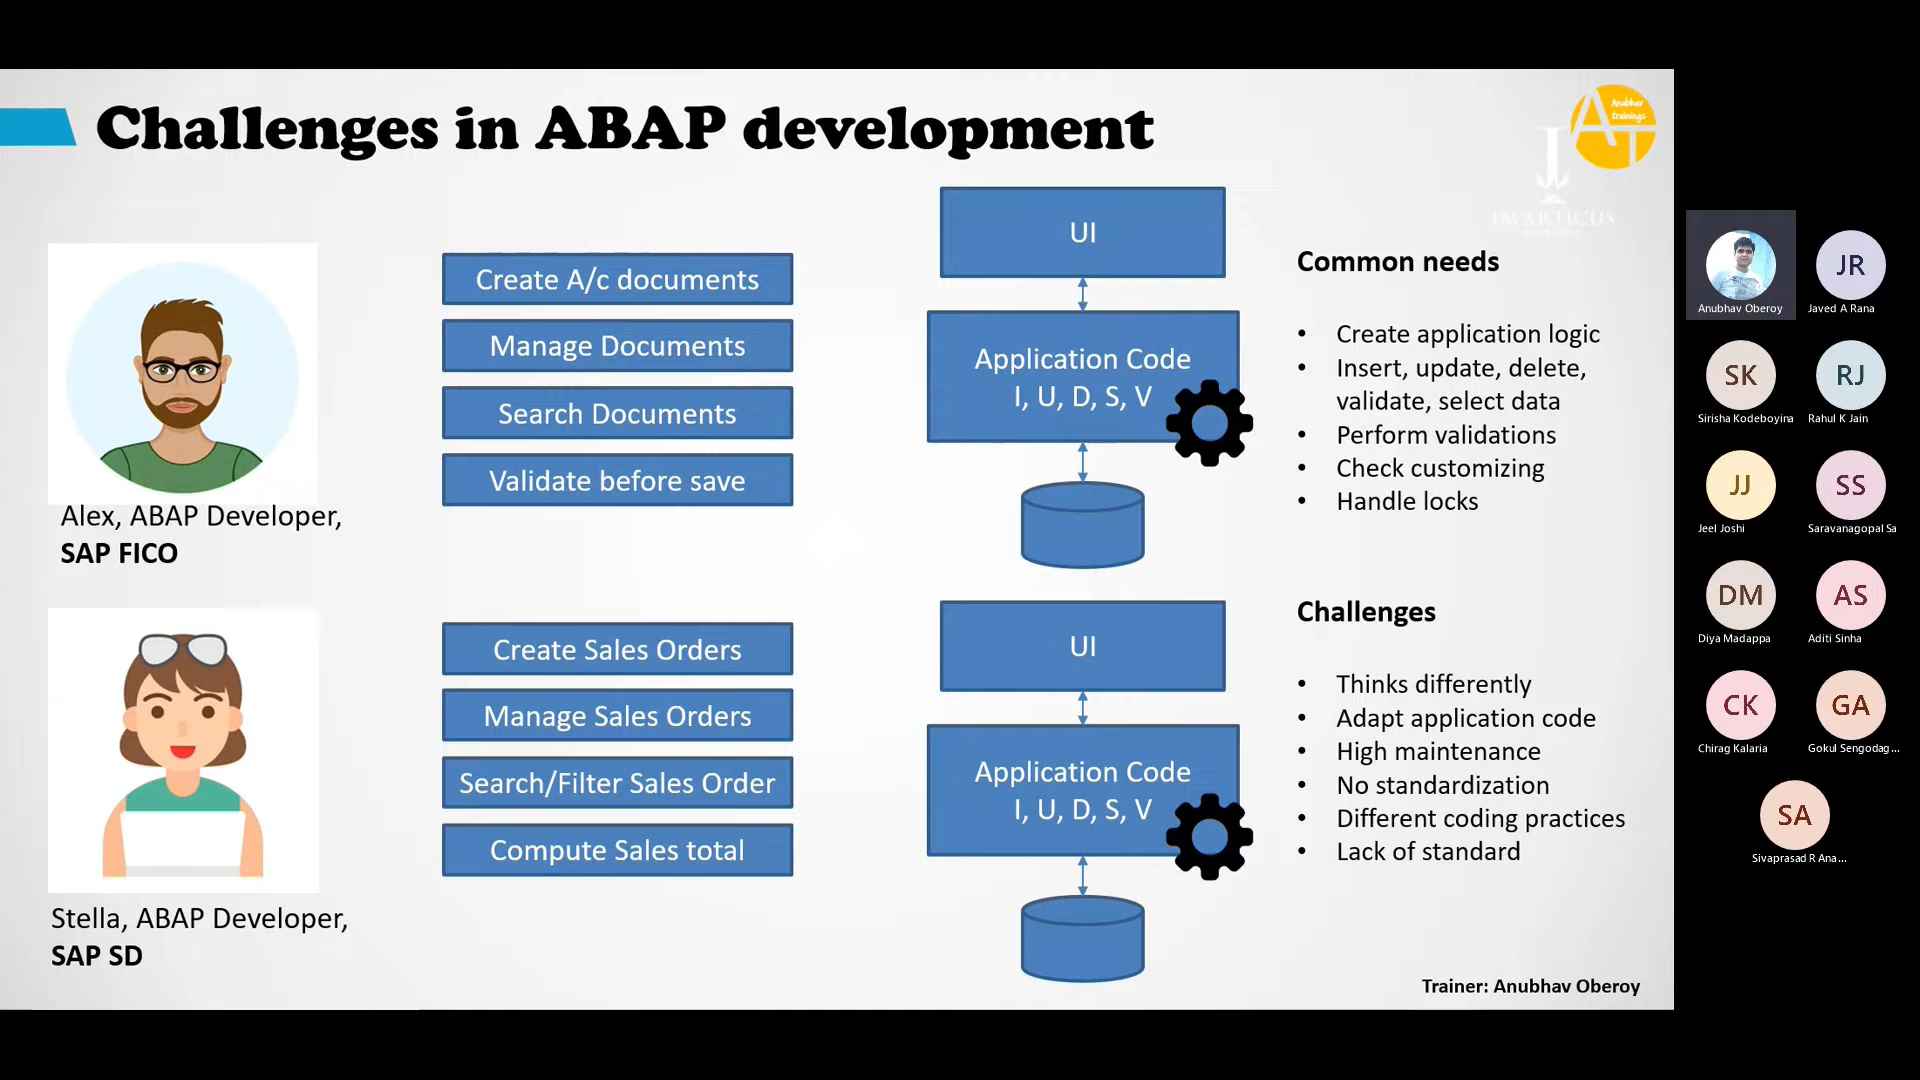 Challenges in ABAP development
Anubhav
trainings
AT
IMARTICUS
Create A/c documents
Manage Documents
Search Documents
Validate before save
Alex, ABAP Developer,
SAP FICO
UI
Application Code
I, U, D, S, V
Common needs
• Create application logic
• Insert, update, delete,
validate, select data
• Perform validations
• Check customizing
• Handle locks
Create Sales Orders
Manage Sales Orders
Search/Filter Sales Order
Compute Sales total
Stella, ABAP Developer,
SAP SD
UI
Application Code
I, U, D, S, V
Challenges
• Thinks differently
• Adapt application code
• High maintenance
• No standardization
• Different coding practices
• Lack of standard
Trainer: Anubhav Oberoy
Anubhav Oberoy
JR
Javed A Rana
SK
Sirisha Kodeboyina
RJ
Rahul K Jain
JJ
Jeel Joshi
SS
Saravanagopal Sa
DM
Diya Madappa
AS
Aditi Sinha
CK
Chirag Kalaria
GA
Gokul Sengodag...
SA
Sivaprasad R Ana...